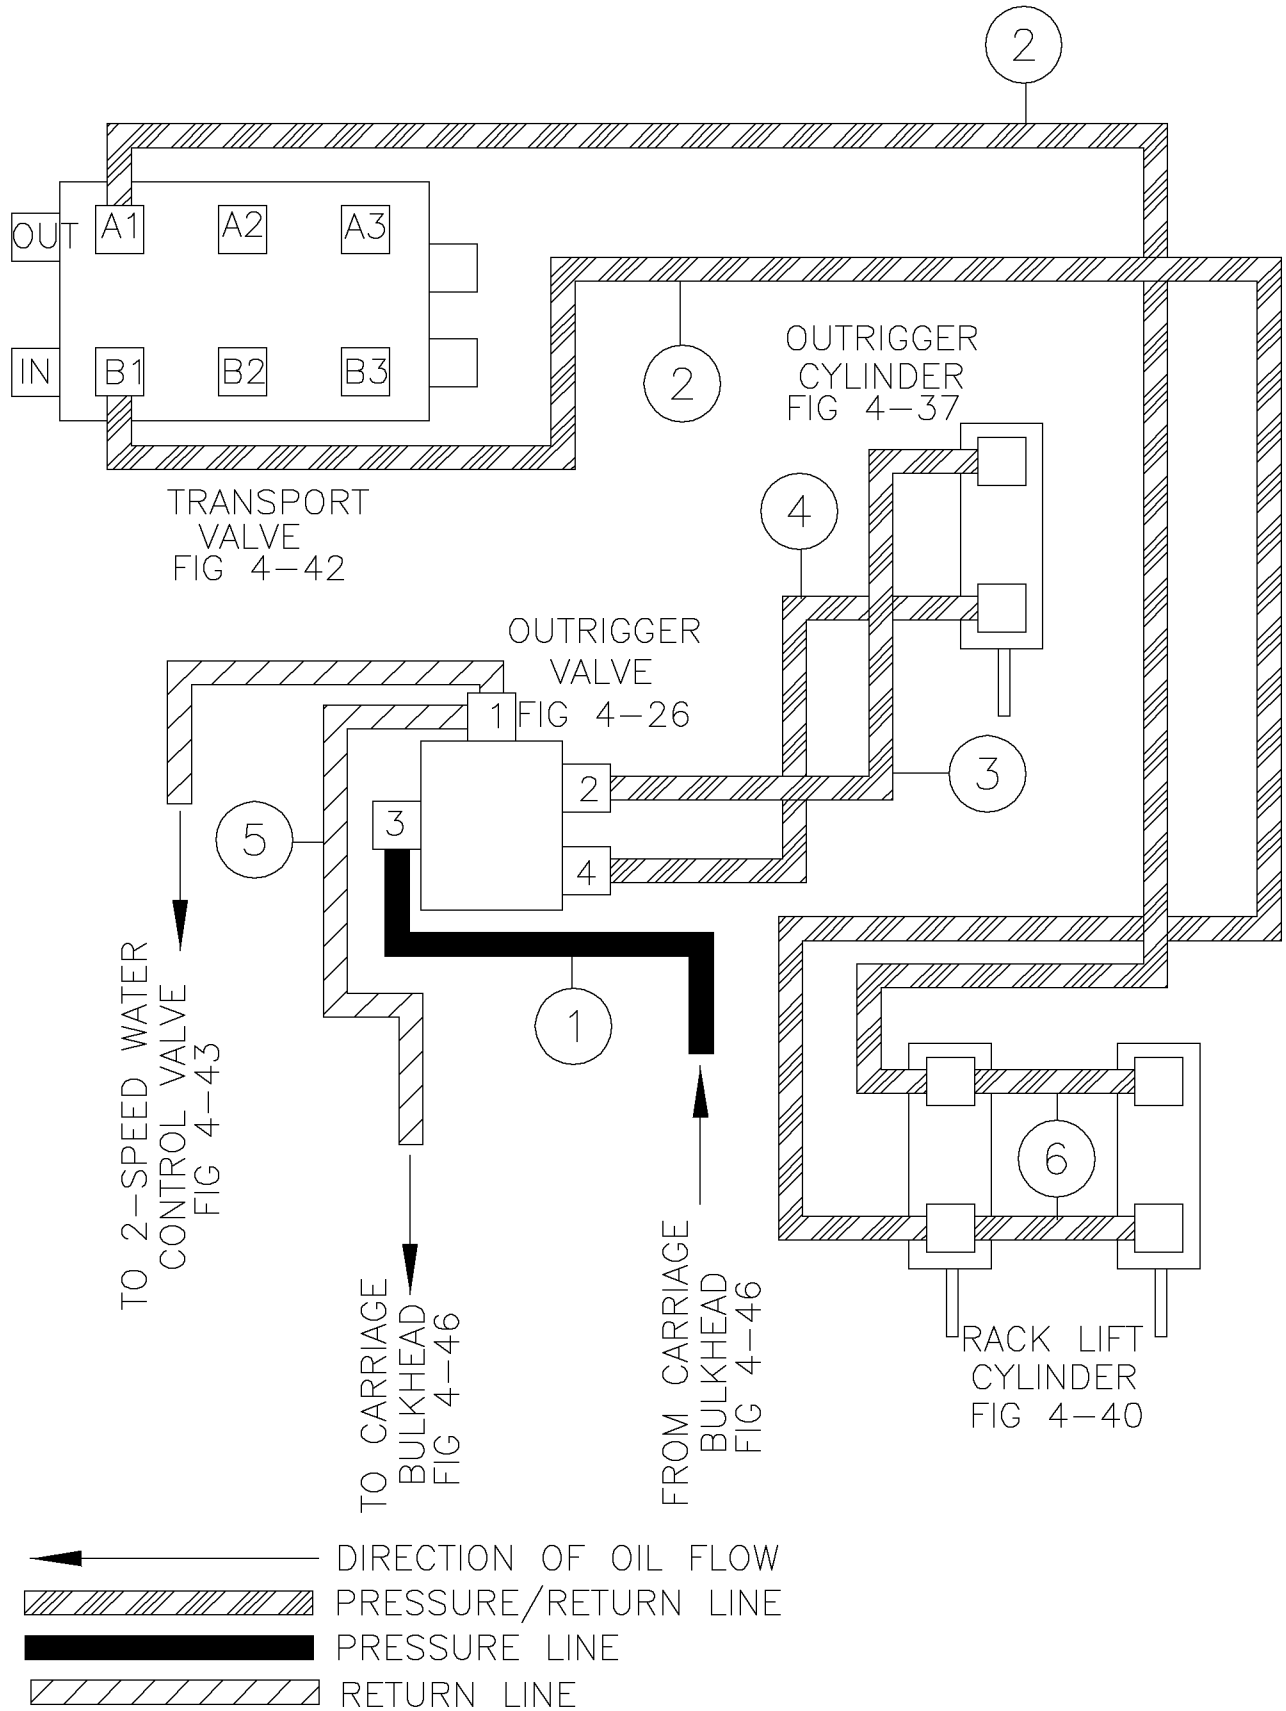 2
OUT
A1
A2
A3
IN
B1
B2
B3
2
OUTRIGGER
CYLINDER
FIG 4-37
TRANSPORT
VALVE
FIG 4-42
4
OUTRIGGER
VALVE
FIG 4-26
1
2
3
4
3
5
1
TO 2-SPEED WATER
CONTROL VALVE
FIG 4-43
6
TO CARRIAGE
BULKHEAD
FIG 4-46
FROM CARRIAGE
BULKHEAD
FIG 4-46
RACK LIFT
CYLINDER
FIG 4-40
DIRECTION OF OIL FLOW
PRESSURE/RETURN LINE
PRESSURE LINE
RETURN LINE